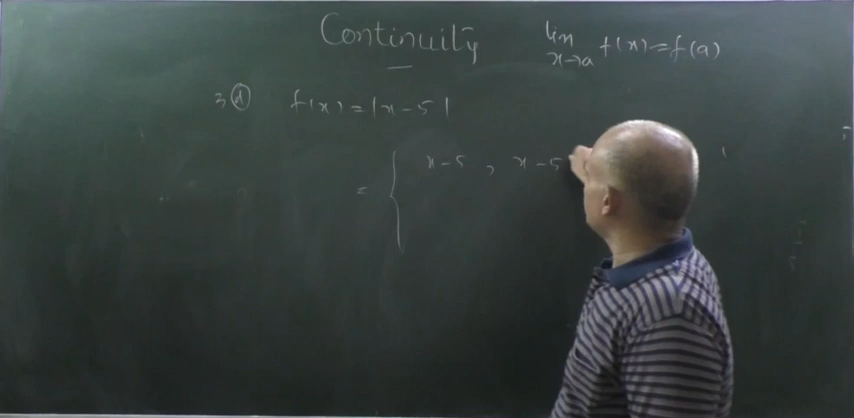 Continuity lim x→a f(x)=f(a)
3 (d) f(x)=|x-5|
= { x-5 , x-5